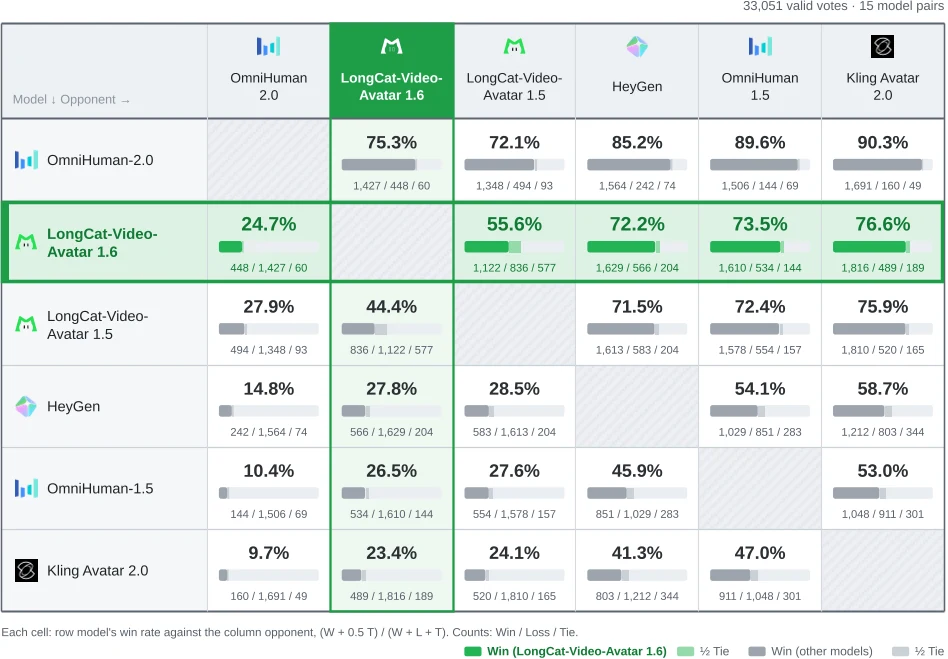 33,051 valid votes · 15 model pairs
Model ↓ Opponent →
OmniHuman
2.0
LongCat-Video-
Avatar 1.6
LongCat-Video-
Avatar 1.5
HeyGen
OmniHuman
1.5
Kling Avatar
2.0
OmniHuman-2.0
75.3%
1,427 / 448 / 60
72.1%
1,348 / 494 / 93
85.2%
1,564 / 242 / 74
89.6%
1,506 / 144 / 69
90.3%
1,691 / 160 / 49
LongCat-Video-
Avatar 1.6
24.7%
448 / 1,427 / 60
55.6%
1,122 / 836 / 577
72.2%
1,629 / 566 / 204
73.5%
1,610 / 534 / 144
76.6%
1,816 / 489 / 189
LongCat-Video-
Avatar 1.5
27.9%
494 / 1,348 / 93
44.4%
836 / 1,122 / 577
71.5%
1,613 / 583 / 204
72.4%
1,578 / 554 / 157
75.9%
1,810 / 520 / 165
HeyGen
14.8%
242 / 1,564 / 74
27.8%
566 / 1,629 / 204
28.5%
583 / 1,613 / 204
54.1%
1,029 / 851 / 283
58.7%
1,212 / 803 / 344
OmniHuman-1.5
10.4%
144 / 1,506 / 69
26.5%
534 / 1,610 / 144
27.6%
554 / 1,578 / 157
45.9%
851 / 1,029 / 283
53.0%
1,048 / 911 / 301
Kling Avatar 2.0
9.7%
160 / 1,691 / 49
23.4%
489 / 1,816 / 189
24.1%
520 / 1,810 / 165
41.3%
803 / 1,212 / 344
47.0%
911 / 1,048 / 301
Each cell: row model's win rate against the column opponent, (W + 0.5 T) / (W + L + T). Counts: Win / Loss / Tie.
Win (LongCat-Video-Avatar 1.6)
½ Tie
Win (other models)
½ Tie